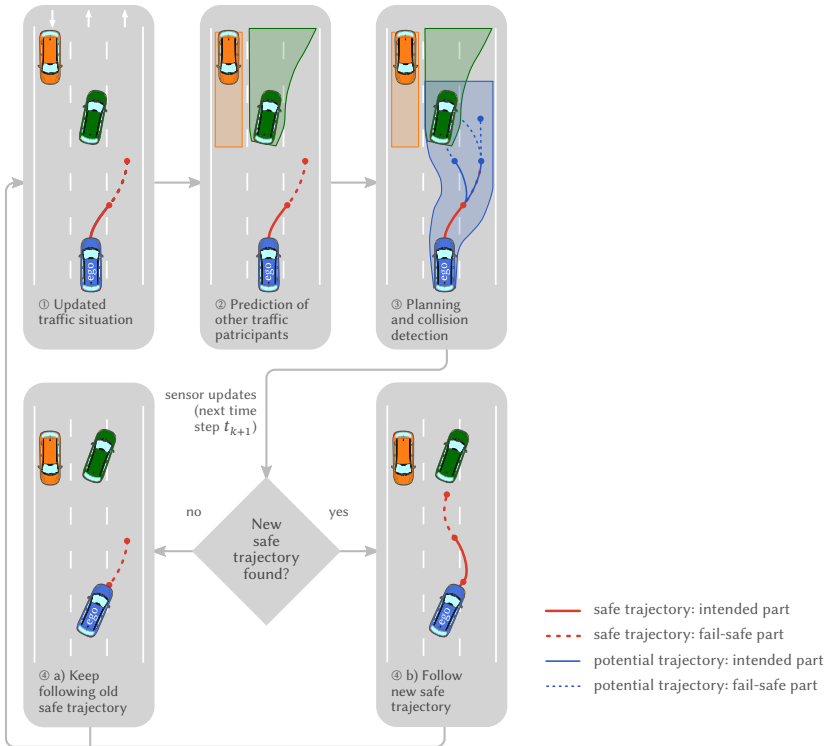 ego
① Updated
traffic situation
ego
② Prediction of
other traffic
patricipants
ego
③ Planning
and collision
detection
sensor updates
(next time
step tk+1)
no
yes
New
safe
trajectory
found?
ego
④ a) Keep
following old
safe trajectory
ego
④ b) Follow
new safe
trajectory
safe trajectory: intended part
safe trajectory: fail-safe part
potential trajectory: intended part
potential trajectory: fail-safe part